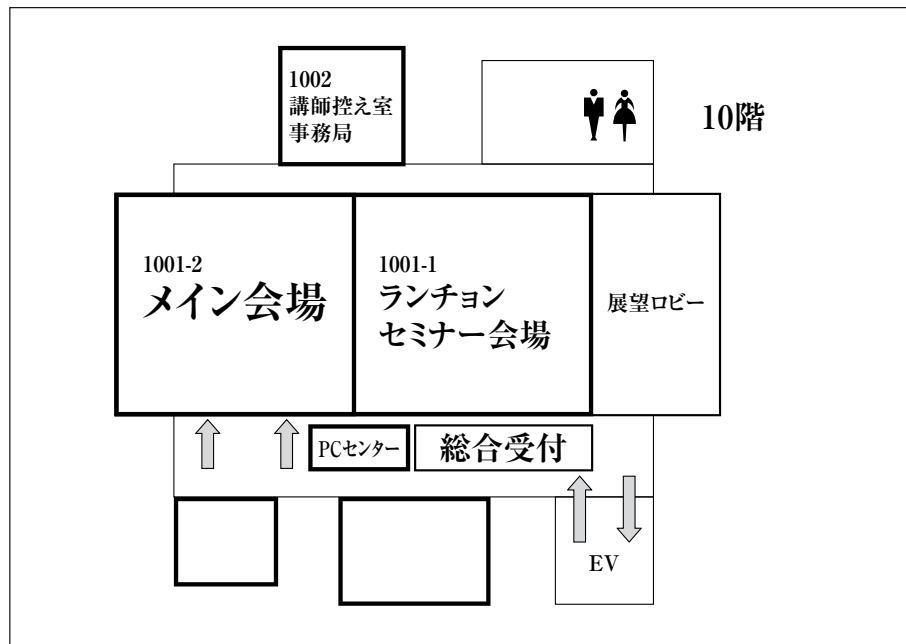 1002
講師控え室
事務局
10階
1001-2
メイン会場
1001-1
ランチョン
セミナー会場
展望ロビー
PCセンター
総合受付
EV